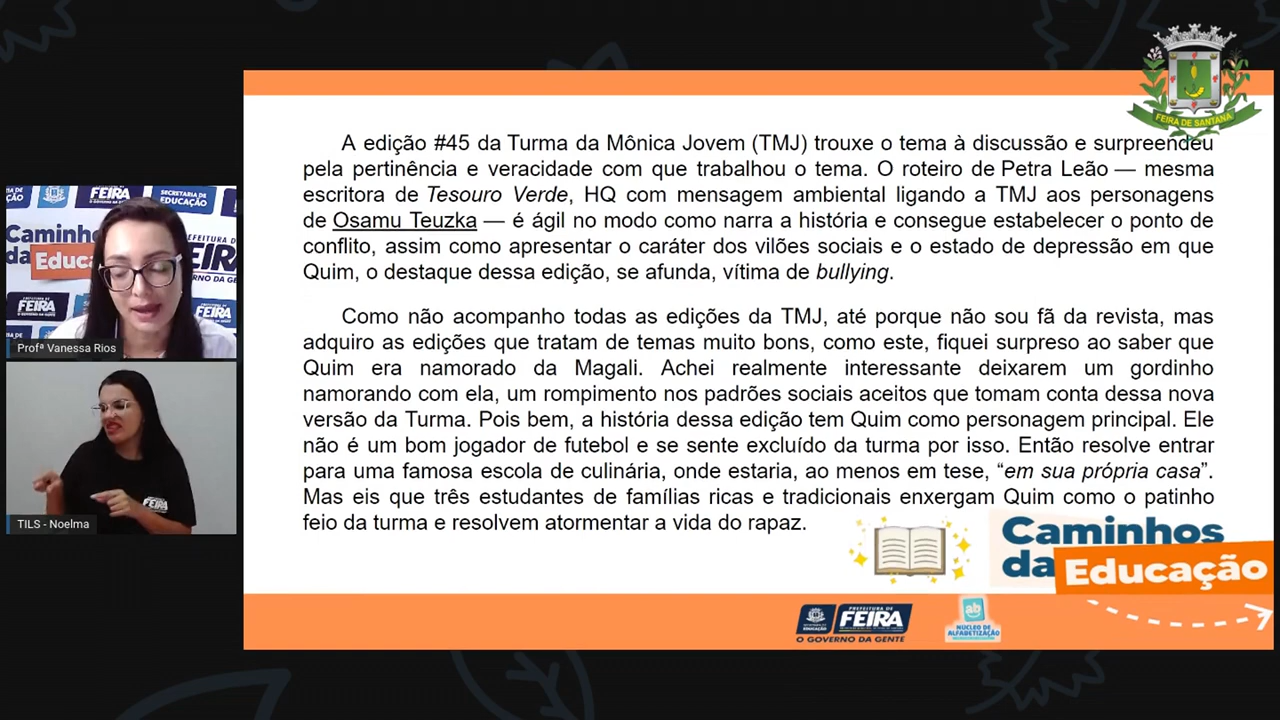 FEIRA DE SANTANA
A edição #45 da Turma da Mônica Jovem (TMJ) trouxe o tema à discussão e surpreendeu
pela pertinência e veracidade com que trabalhou o tema. O roteiro de Petra Leão — mesma
escritora de Tesouro Verde, HQ com mensagem ambiental ligando a TMJ aos personagens
de Osamu Teuzka — é ágil no modo como narra a história e consegue estabelecer o ponto de
conflito, assim como apresentar o caráter dos vilões sociais e o estado de depressão em que
Quim, o destaque dessa edição, se afunda, vítima de bullying.
Como não acompanho todas as edições da TMJ, até porque não sou fã da revista, mas
adquiro as edições que tratam de temas muito bons, como este, fiquei surpreso ao saber que
Quim era namorado da Magali. Achei realmente interessante deixarem um gordinho
namorando com ela, um rompimento nos padrões sociais aceitos que tomam conta dessa nova
versão da Turma. Pois bem, a história dessa edição tem Quim como personagem principal. Ele
não é um bom jogador de futebol e se sente excluído da turma por isso. Então resolve entrar
para uma famosa escola de culinária, onde estaria, ao menos em tese, “em sua própria casa”.
Mas eis que três estudantes de famílias ricas e tradicionais enxergam Quim como o patinho
feio da turma e resolvem atormentar a vida do rapaz.
Caminhos
da Educação
PREFEITURA DE
FEIRA
O GOVERNO DA GENTE
NÚCLEO DE
ALFABETIZAÇÃO
FEIRA
SECRETARIA DE
EDUCAÇÃO
Caminho
da
Educa
Profª Vanessa Rios
FEIRA
TILS - Noelma